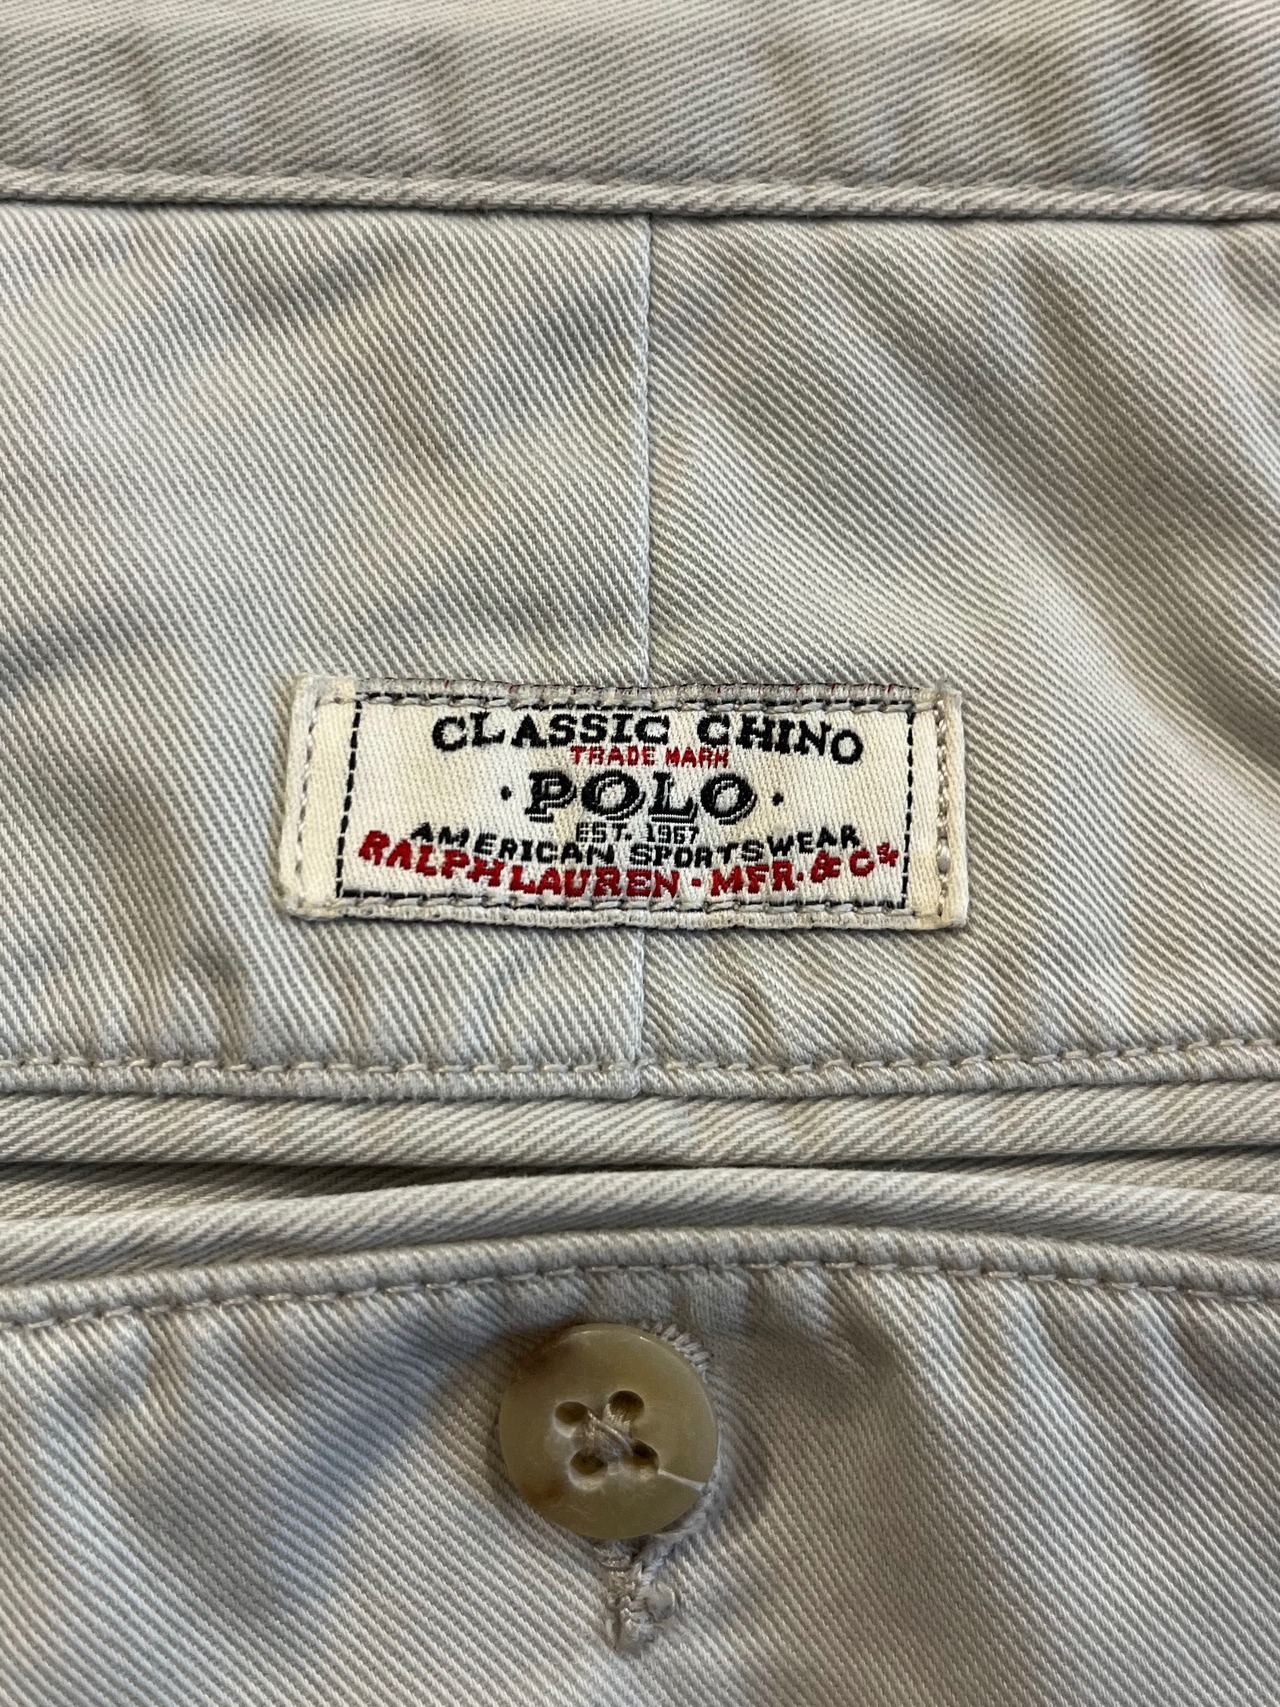 CLASSIC CHINO
TRADE MARK
· POLO ·
EST. 1967
AMERICAN SPORTSWEAR
RALPH LAUREN · MFR. & Co